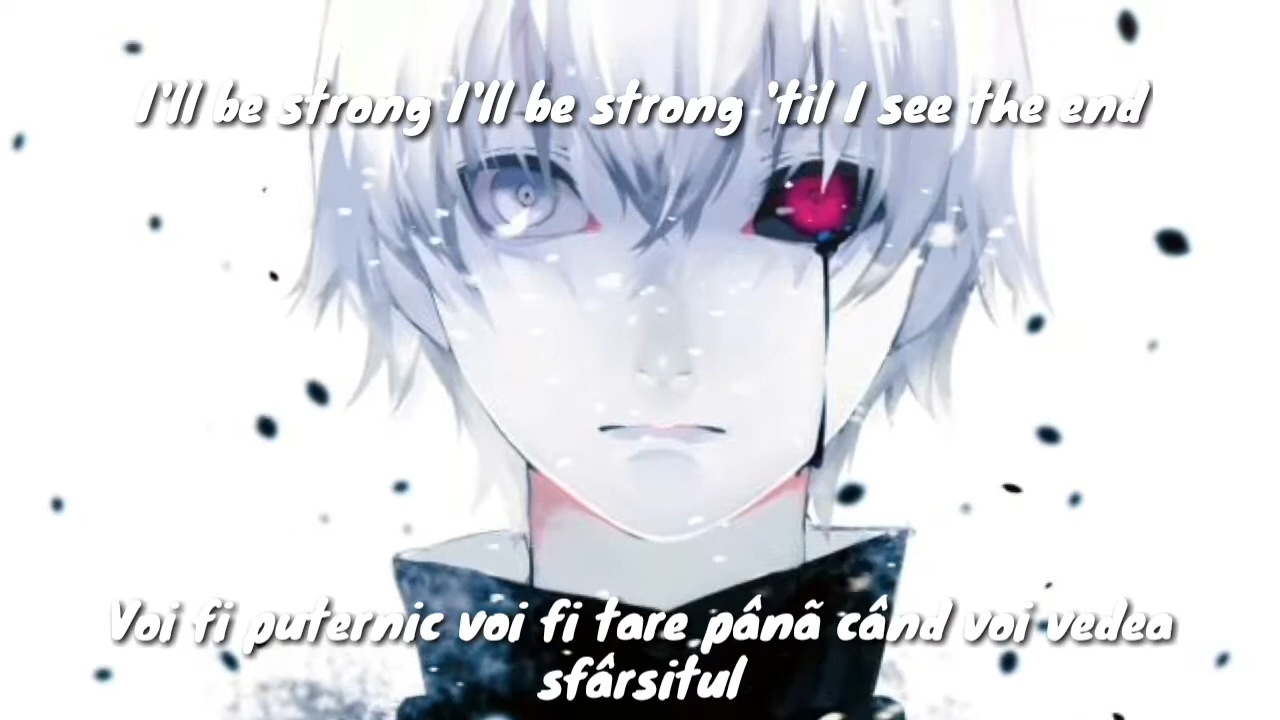 I'll be strong I'll be strong 'til I see the end
Voi fi puternic voi fi tare pânã când voi vedea
sfârsitul